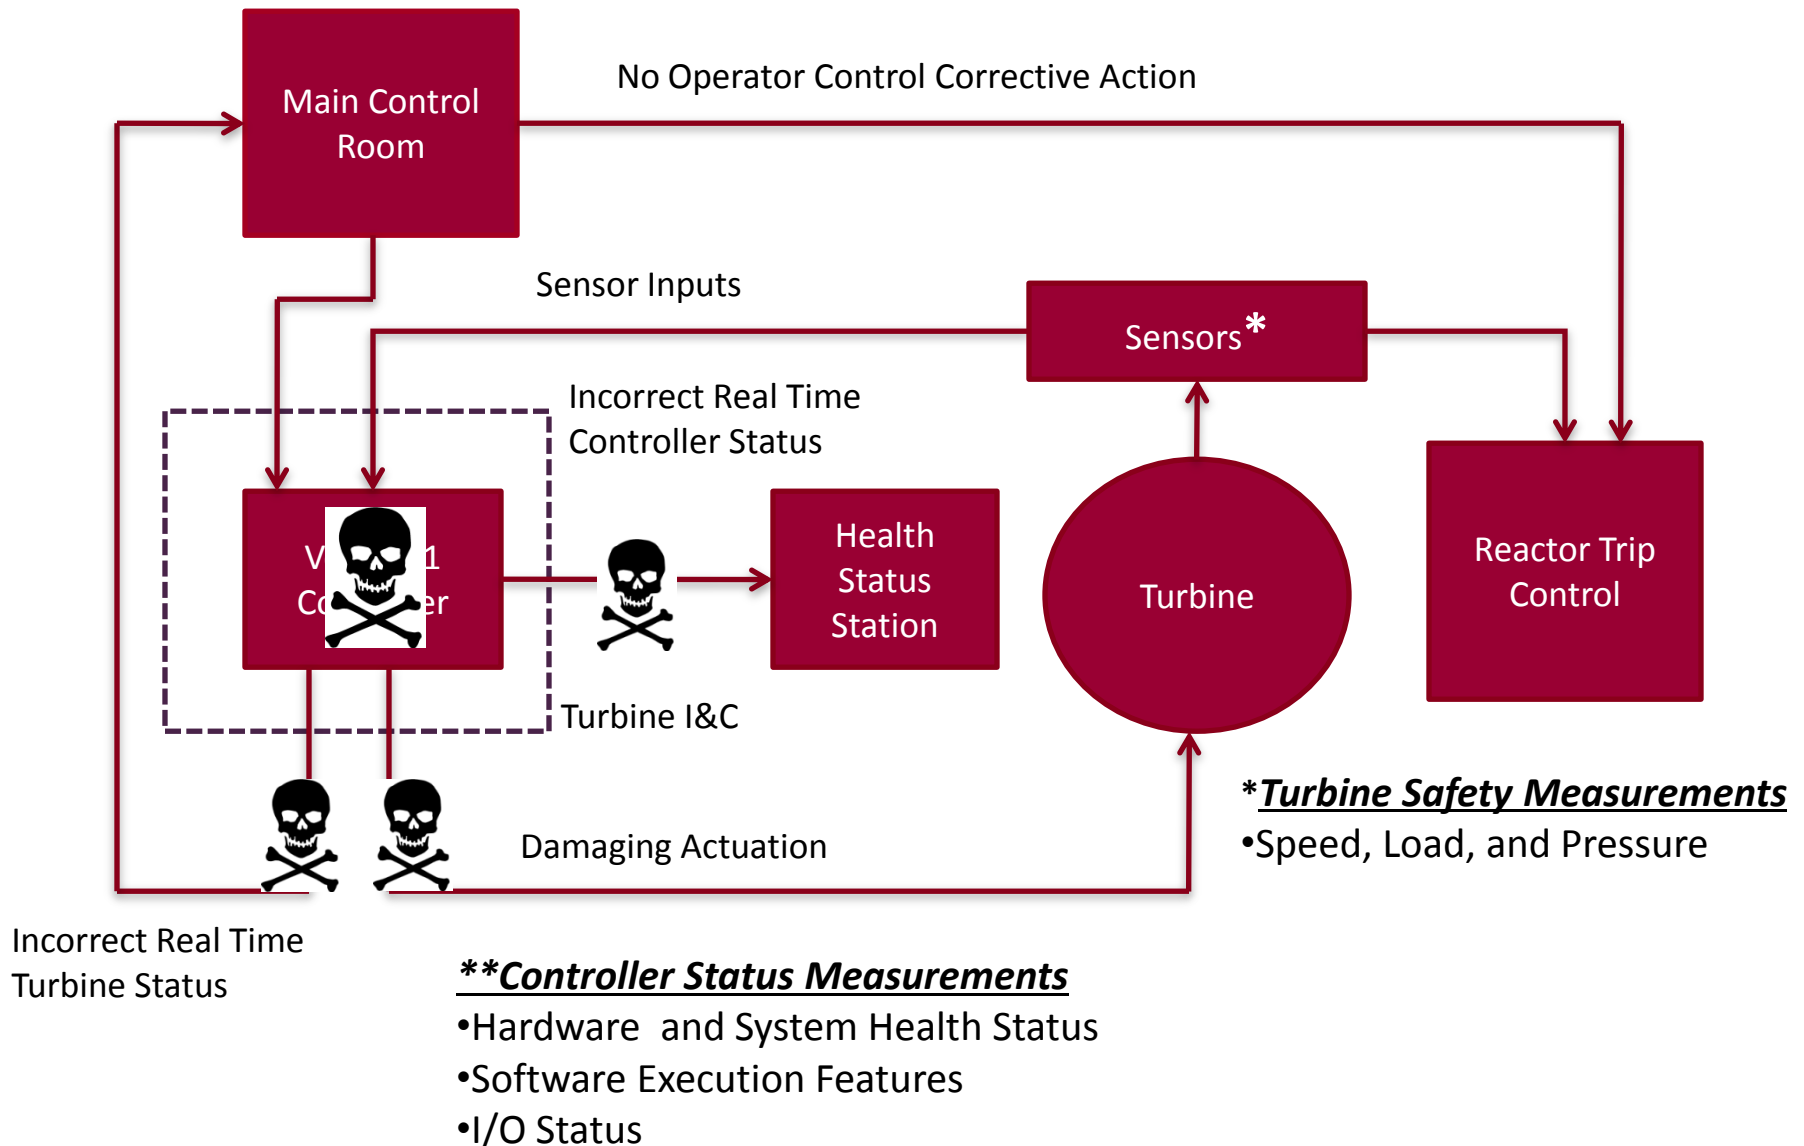 No Operator Control Corrective Action
Main Control
Room
Sensor Inputs
Sensors*
Incorrect Real Time
Controller Status
Health
Status
Station
Turbine
Reactor Trip
Control
Turbine I&C
*Turbine Safety Measurements
•Speed, Load, and Pressure
Damaging Actuation
Incorrect Real Time
Turbine Status
**Controller Status Measurements
•Hardware and System Health Status
•Software Execution Features
•I/O Status